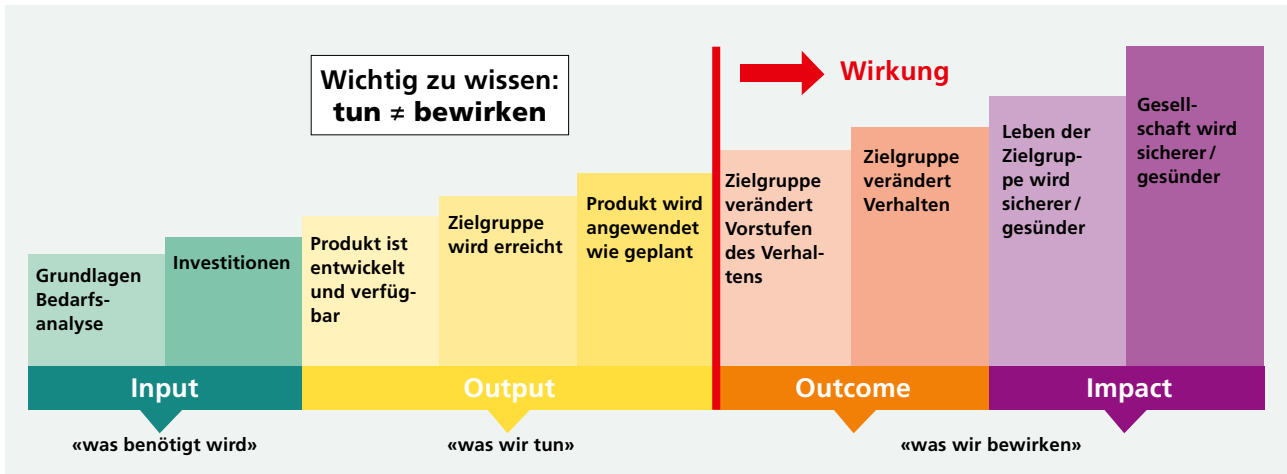 Wichtig zu wissen:
tun ≠ bewirken
Wirkung
Grundlagen
Bedarfs-
analyse
Investitionen
Produkt ist
entwickelt
und verfüg-
bar
Zielgruppe
wird erreicht
Produkt wird
angewendet
wie geplant
Zielgruppe
verändert
Vorstufen
des Verhal-
tens
Zielgruppe
verändert
Verhalten
Leben der
Zielgrup-
pe wird
sicherer /
gesünder
Gesell-
schaft wird
sicherer /
gesünder
Input
Output
Outcome
Impact
«was benötigt wird»
«was wir tun»
«was wir bewirken»